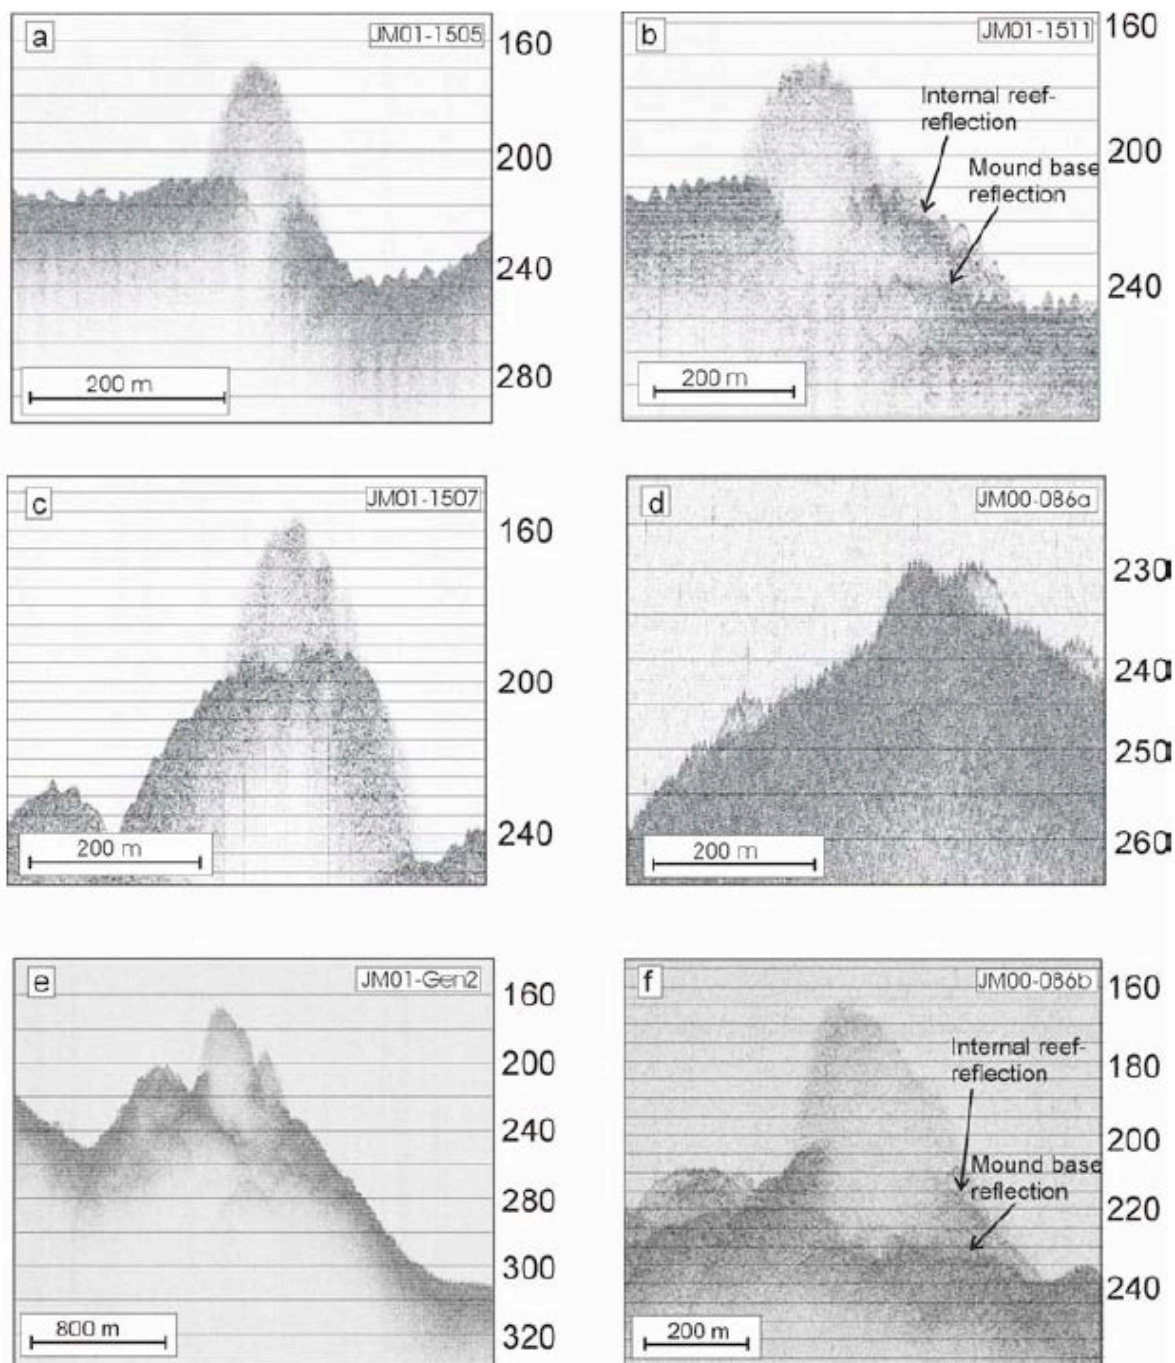 a
JM01-1505
160
200
240
280
200 m
b
JM01-1511
160
Internal reef-
reflection
200
Mound base
reflection
240
200 m
c
JM01-1507
160
200
240
200 m
d
JM00-086a
230
240
250
260
200 m
e
JM01-Gen2
160
200
240
280
300
320
800 m
f
JM00-086b
160
Internal reef-
reflection
180
200
Mound base
reflection
220
240
200 m